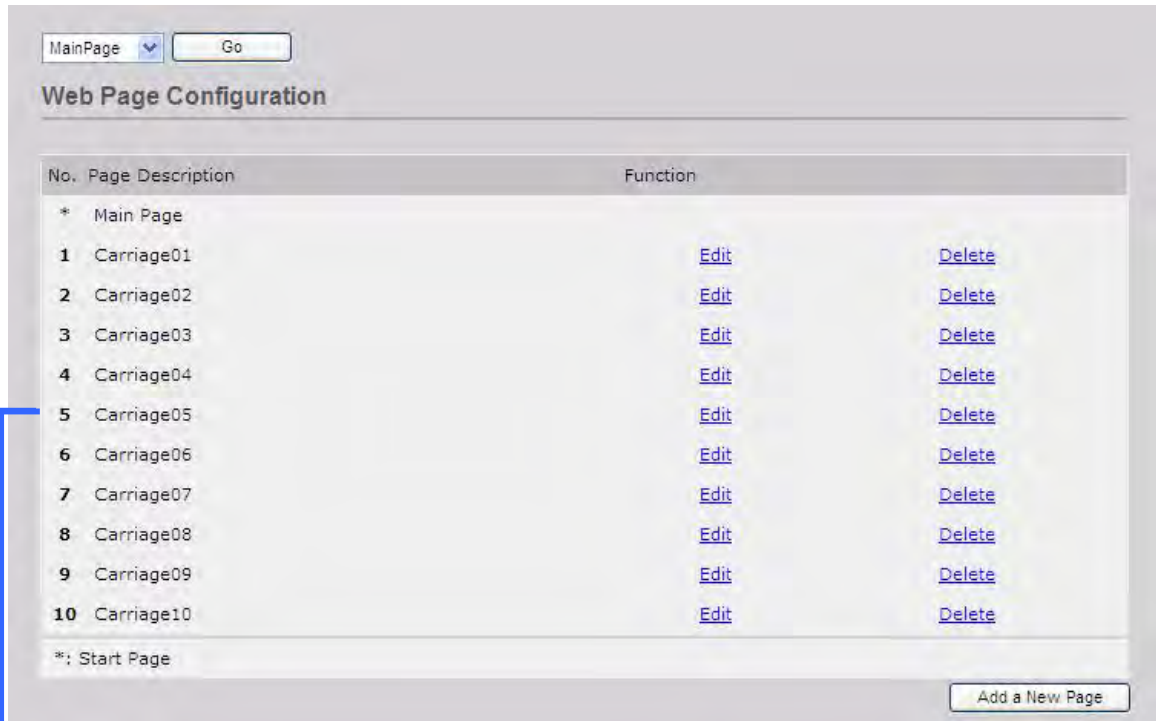 MainPage Go
Web Page Configuration
No. Page Description Function
* Main Page
1 Carriage01 Edit Delete
2 Carriage02 Edit Delete
3 Carriage03 Edit Delete
4 Carriage04 Edit Delete
5 Carriage05 Edit Delete
6 Carriage06 Edit Delete
7 Carriage07 Edit Delete
8 Carriage08 Edit Delete
9 Carriage09 Edit Delete
10 Carriage10 Edit Delete
*: Start Page
Add a New Page